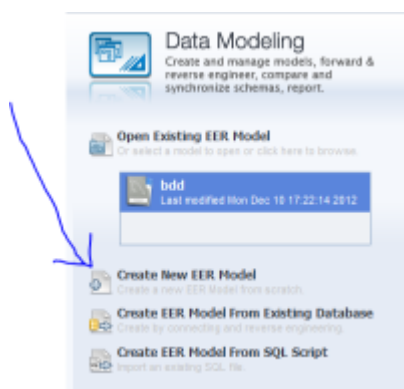 Data Modeling
Create and manage models, forward &
reverse engineer, compare and
synchronize schemas, report.
Open Existing EER Model
Or select a model to open or click here to browse.
bdd
Last modified Mon Dec 10 17:22:14 2012
Create New EER Model
Create a new EER Model from scratch.
Create EER Model From Existing Database
Create by connecting and reverse engineering.
Create EER Model From SQL Script
Import an existing SQL file.